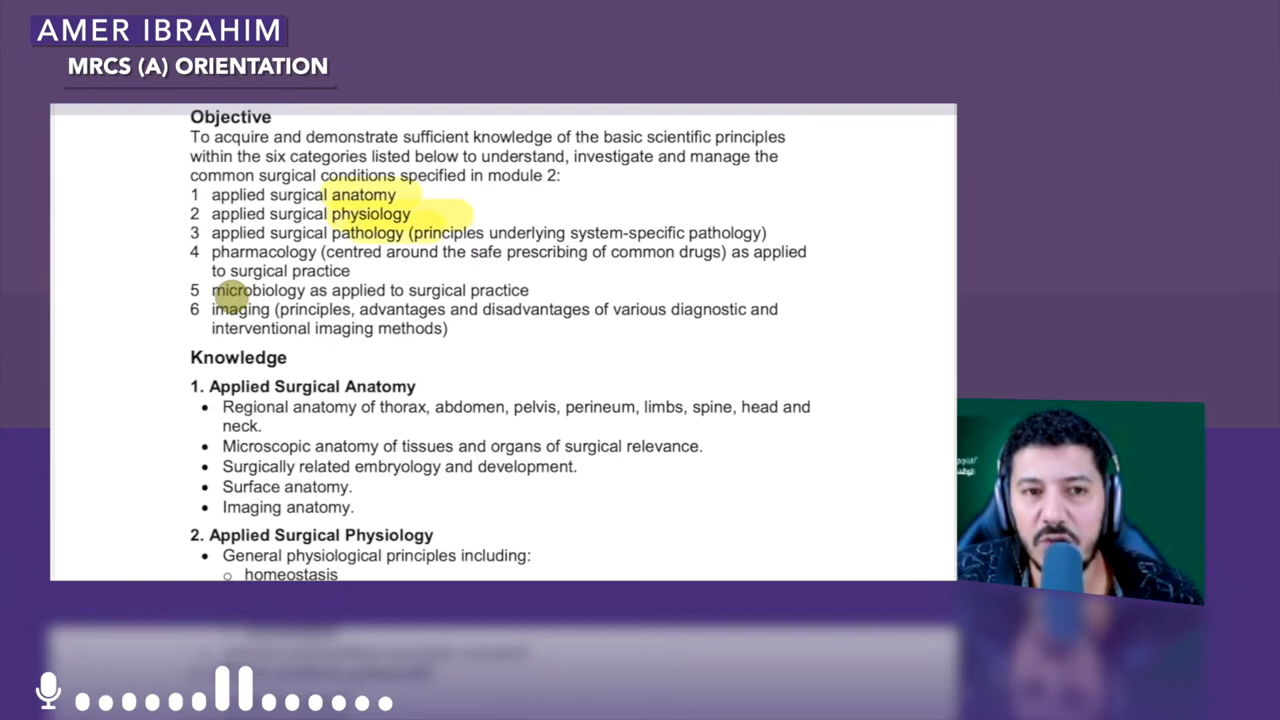 AMER IBRAHIM
MRCS (A) ORIENTATION
Objective
To acquire and demonstrate sufficient knowledge of the basic scientific principles
within the six categories listed below to understand, investigate and manage the
common surgical conditions specified in module 2:
1 applied surgical anatomy
2 applied surgical physiology
3 applied surgical pathology (principles underlying system-specific pathology)
4 pharmacology (centred around the safe prescribing of common drugs) as applied
to surgical practice
5 microbiology as applied to surgical practice
6 imaging (principles, advantages and disadvantages of various diagnostic and
interventional imaging methods)
Knowledge
1. Applied Surgical Anatomy
• Regional anatomy of thorax, abdomen, pelvis, perineum, limbs, spine, head and
neck.
• Microscopic anatomy of tissues and organs of surgical relevance.
• Surgically related embryology and development.
• Surface anatomy.
• Imaging anatomy.
2. Applied Surgical Physiology
• General physiological principles including:
o homeostasis